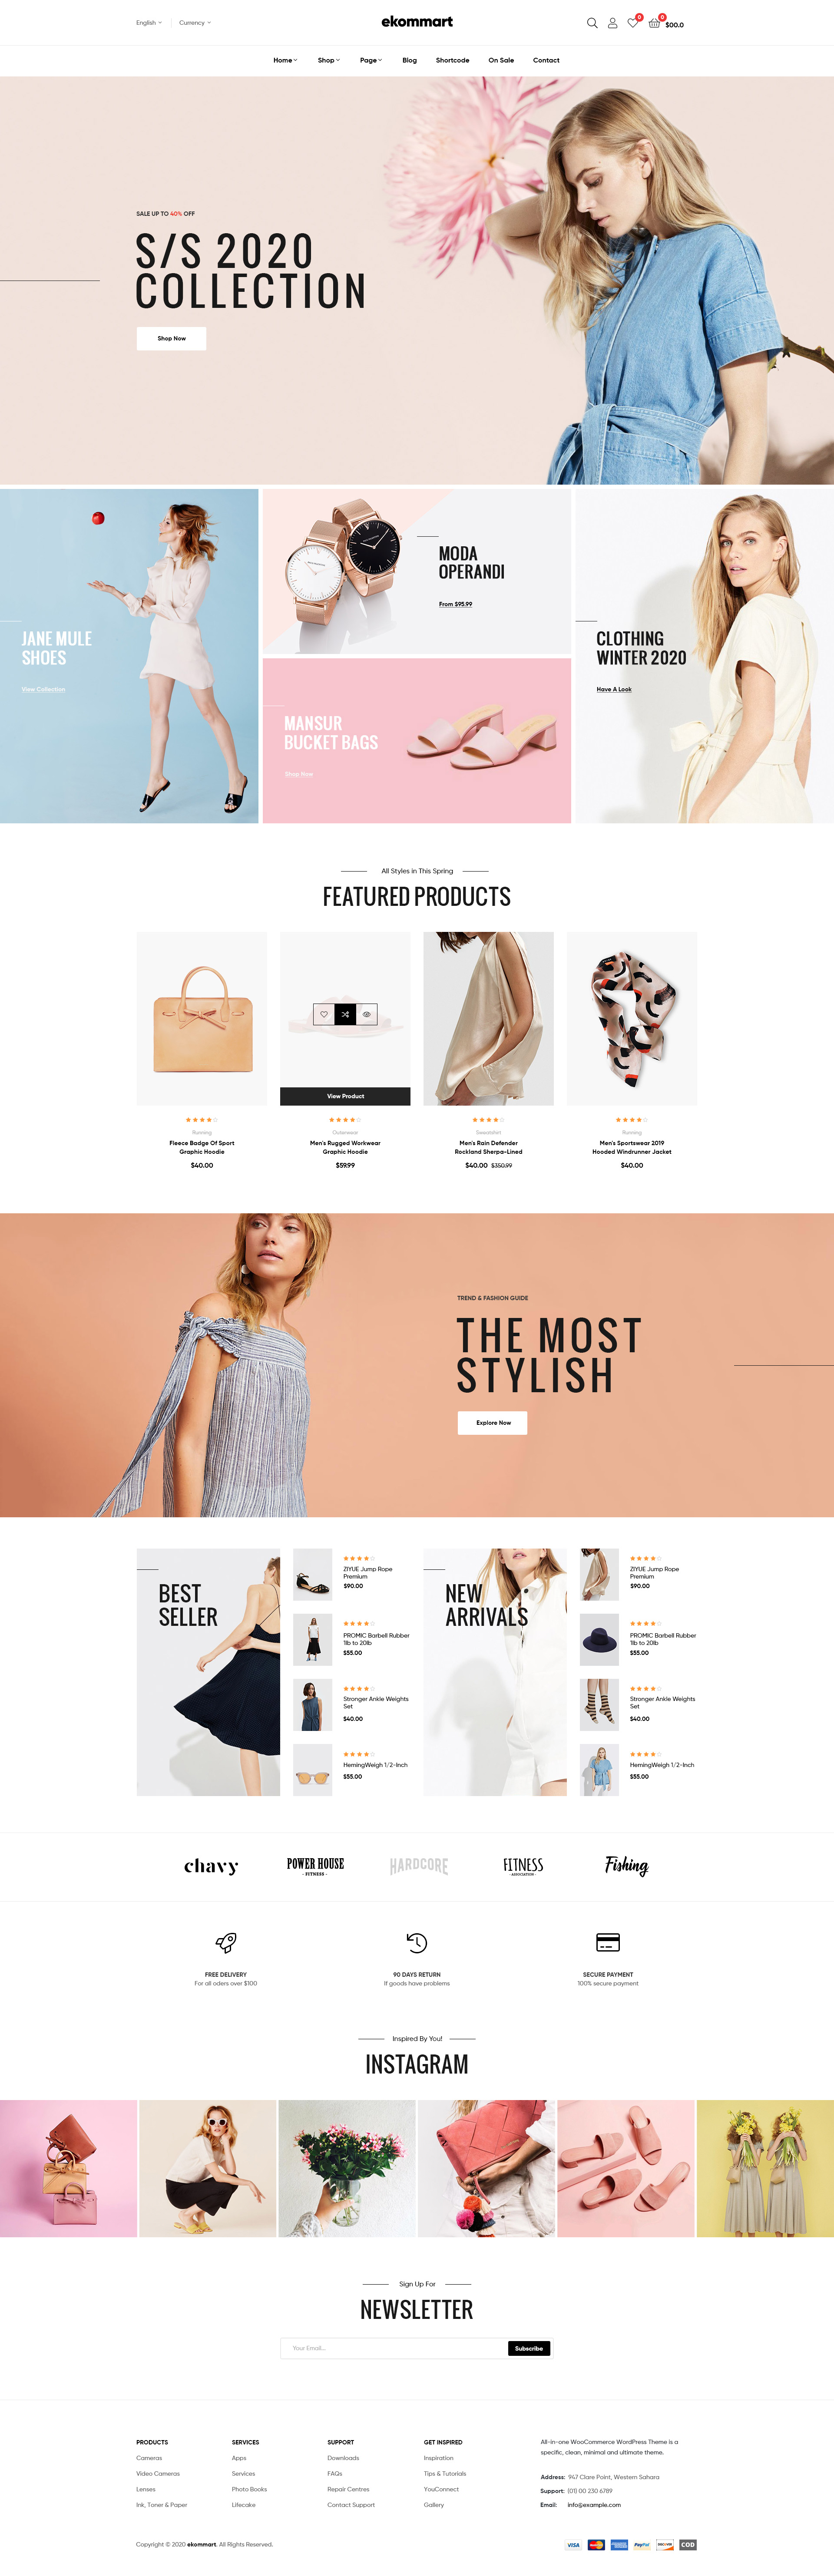 English
Currency
ekommart
0
0
$00.0
Home
Shop
Page
Blog
Shortcode
On Sale
Contact
SALE UP TO 40% OFF
S/S 2020
COLLECTION
Shop Now
JANE MULE
SHOES
View Collection
MODA
OPERANDI
From $95.99
MANSUR
BUCKET BAGS
Shop Now
CLOTHING
WINTER 2020
Have A Look
All Styles in This Spring
FEATURED PRODUCTS
View Product
Running
Fleece Badge Of Sport
Graphic Hoodie
$40.00
Outerwear
Men's Rugged Workwear
Graphic Hoodie
$59.99
Sweatshirt
Men's Rain Defender
Rockland Sherpa-Lined
$40.00 $350.99
Running
Men's Sportswear 2019
Hooded Windrunner Jacket
$40.00
TREND & FASHION GUIDE
THE MOST
STYLISH
Explore Now
BEST
SELLER
ZIYUE Jump Rope
Premium
$90.00
PROMIC Barbell Rubber
1lb to 20lb
$55.00
Stronger Ankle Weights
Set
$40.00
HemingWeigh 1/2-Inch
$55.00
NEW
ARRIVALS
ZIYUE Jump Rope
Premium
$90.00
PROMIC Barbell Rubber
1lb to 20lb
$55.00
Stronger Ankle Weights
Set
$40.00
HemingWeigh 1/2-Inch
$55.00
chavy
POWER HOUSE
- FITNESS -
HARDCORE
FITNESS
- ASSOCIATION -
Fishing
FREE DELIVERY
For all oders over $100
90 DAYS RETURN
If goods have problems
SECURE PAYMENT
100% secure payment
Inspired By You!
INSTAGRAM
Sign Up For
NEWSLETTER
Your Email...
Subscribe
PRODUCTS
Cameras
Video Cameras
Lenses
Ink, Toner & Paper
SERVICES
Apps
Services
Photo Books
Lifecake
SUPPORT
Downloads
FAQs
Repair Centres
Contact Support
GET INSPIRED
Inspiration
Tips & Tutorials
YouConnect
Gallery
All-in-one WooCommerce WordPress Theme is a
specific, clean, minimal and ultimate theme.
Address: 947 Clare Point, Western Sahara
Support: (01) 00 230 6789
Email: info@example.com
Copyright © 2020 ekommart. All Rights Reserved.
VISA
PayPal
COD